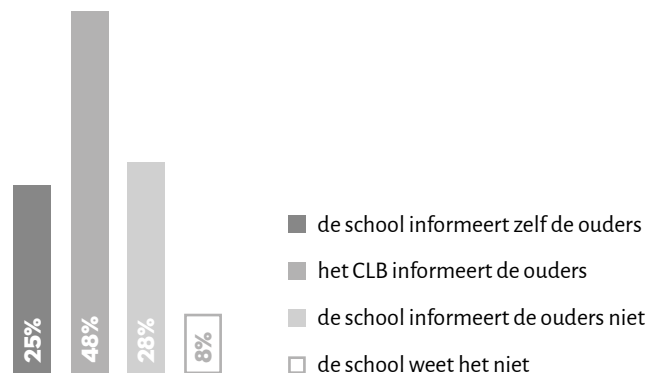 25%
48%
28%
8%
de school informeert zelf de ouders
het CLB informeert de ouders
de school informeert de ouders niet
de school weet het niet